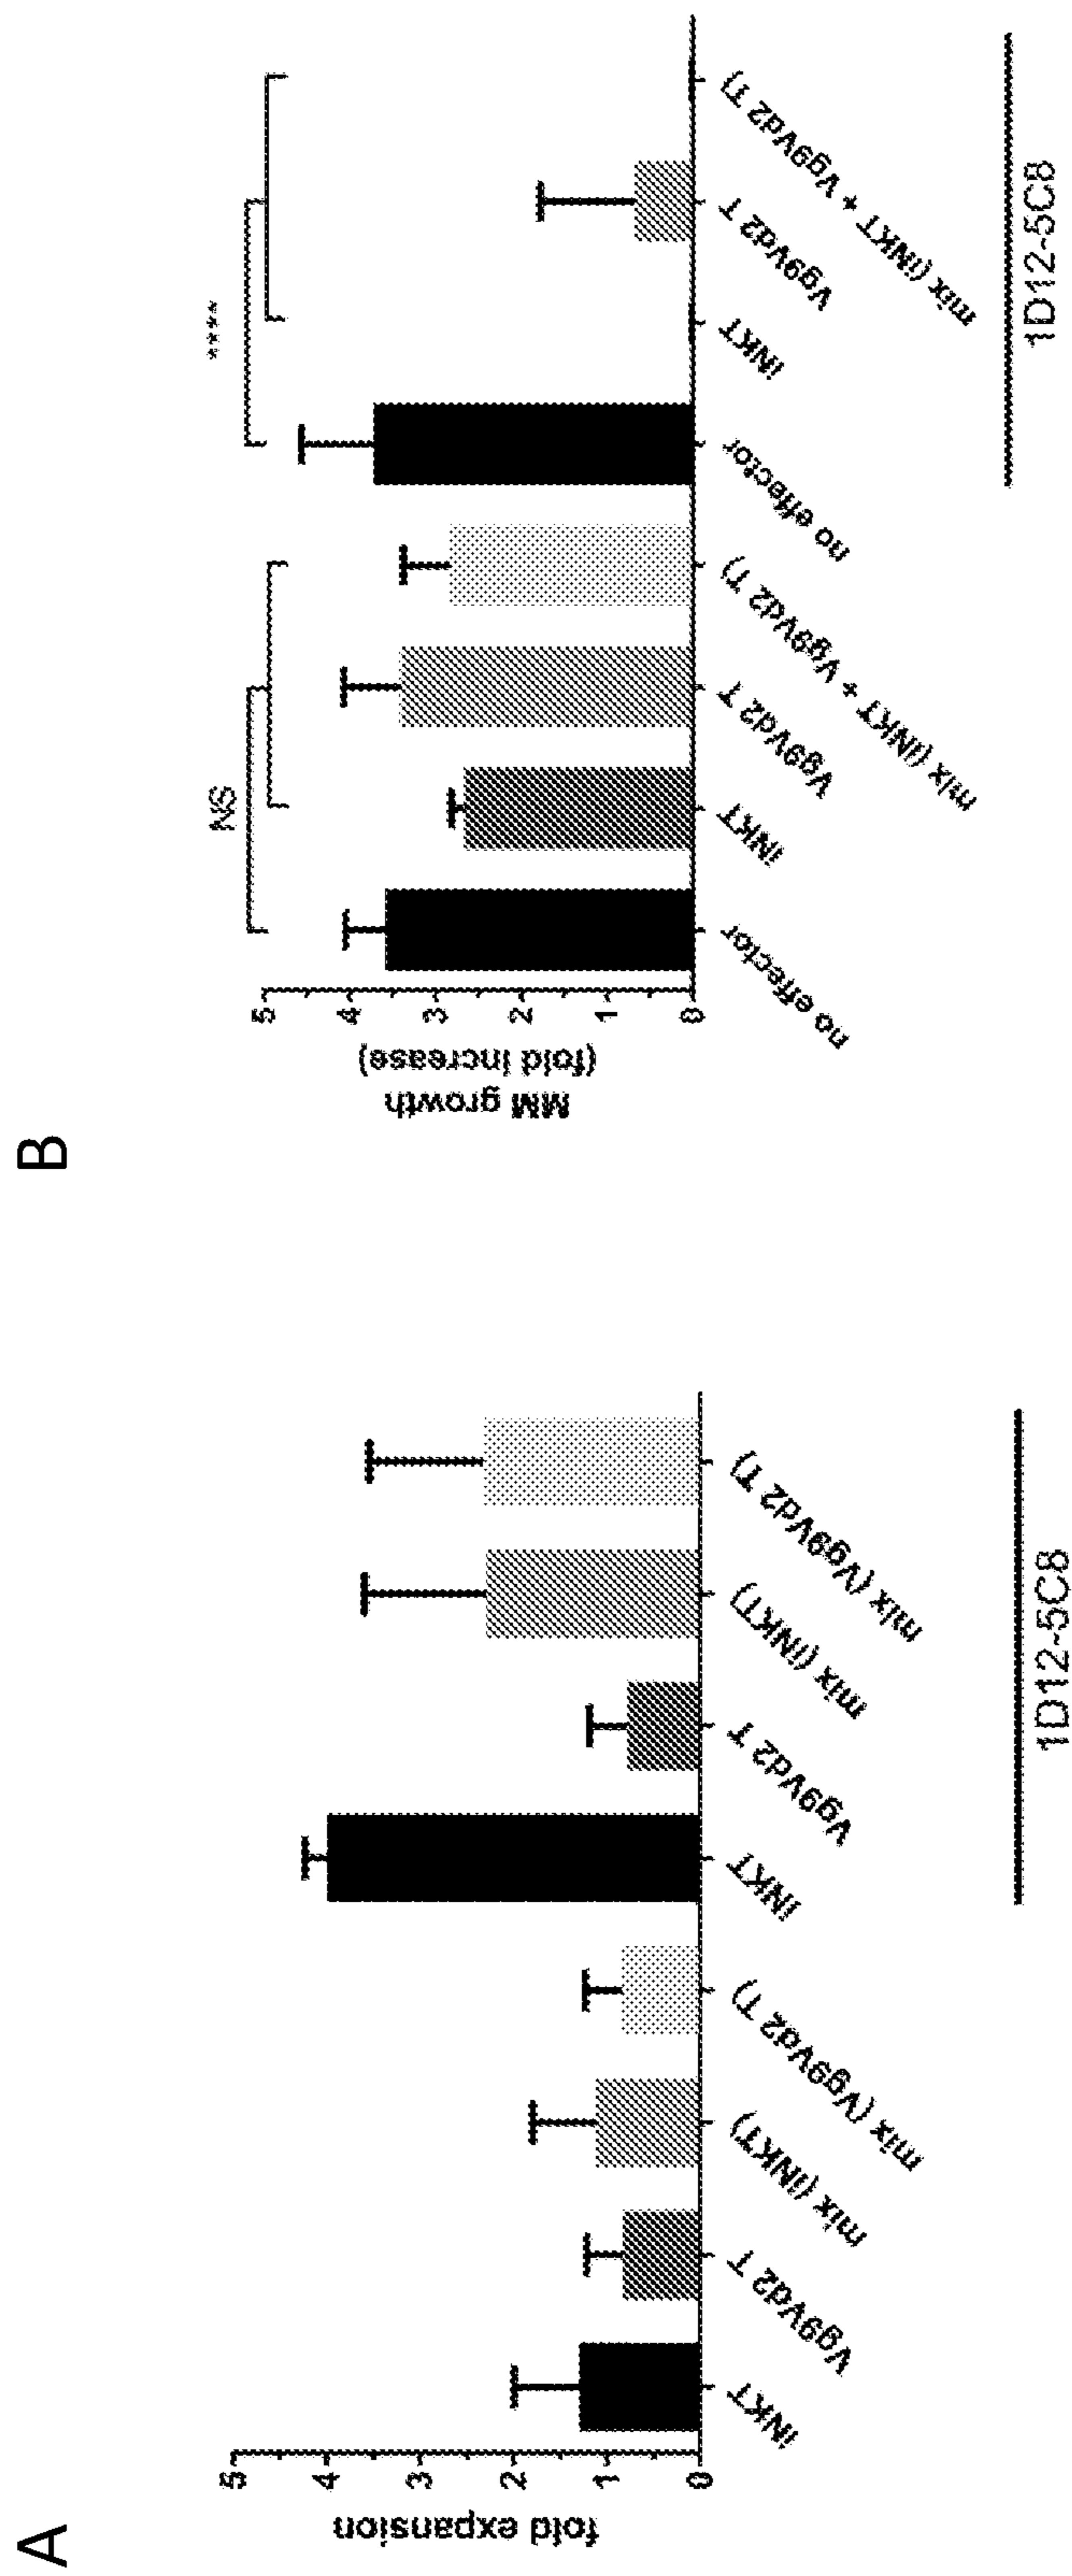 A
fold expansion
5
4
3
2
1
0
iNKT
Vg9Vd2 T
mix (iNKT)
mix (Vg9Vd2 T)
iNKT
Vg9Vd2 T
mix (iNKT)
mix (Vg9Vd2 T)
1D12-5C8
B
MM growth
(fold increase)
5
4
3
2
1
0
NS
****
no effector
iNKT
Vg9Vd2 T
mix (iNKT + Vg9Vd2 T)
no effector
iNKT
Vg9Vd2 T
mix (iNKT + Vg9Vd2 T)
1D12-5C8